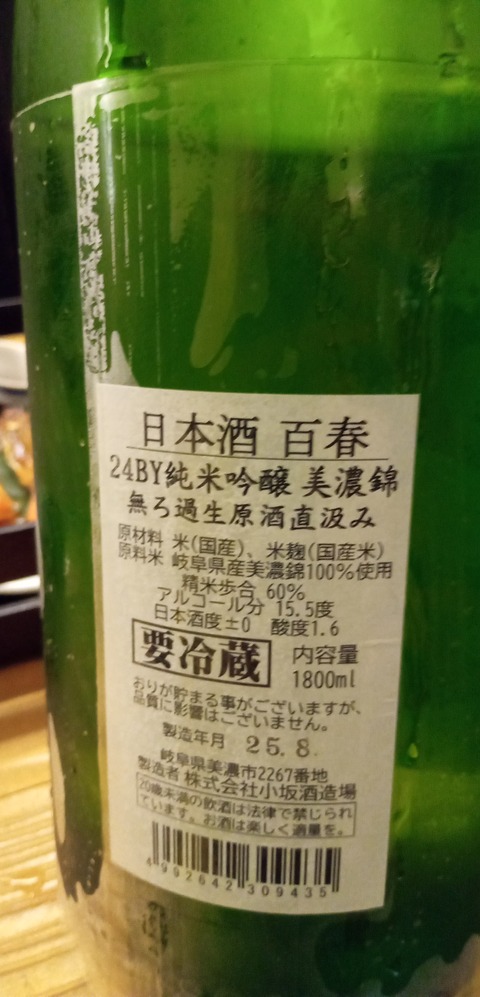 日本酒 百春
24BY純米吟醸 美濃錦
無ろ過生原酒直汲み
原材料 米(国産)、米麹(国産米)
原料米 岐阜県産美濃錦100%使用
精米歩合 60%
アルコール分 15.5度
日本酒度±0 酸度1.6
要冷蔵 内容量
1800ml
おりが貯まる事がございますが、
品質に影響はございません。
製造年月 25.8.
岐阜県美濃市2267番地
製造者 株式会社小坂酒造場
20歳未満の飲酒は法律で禁じられ
ています。お酒は楽しく適量を。
4 992642 309435